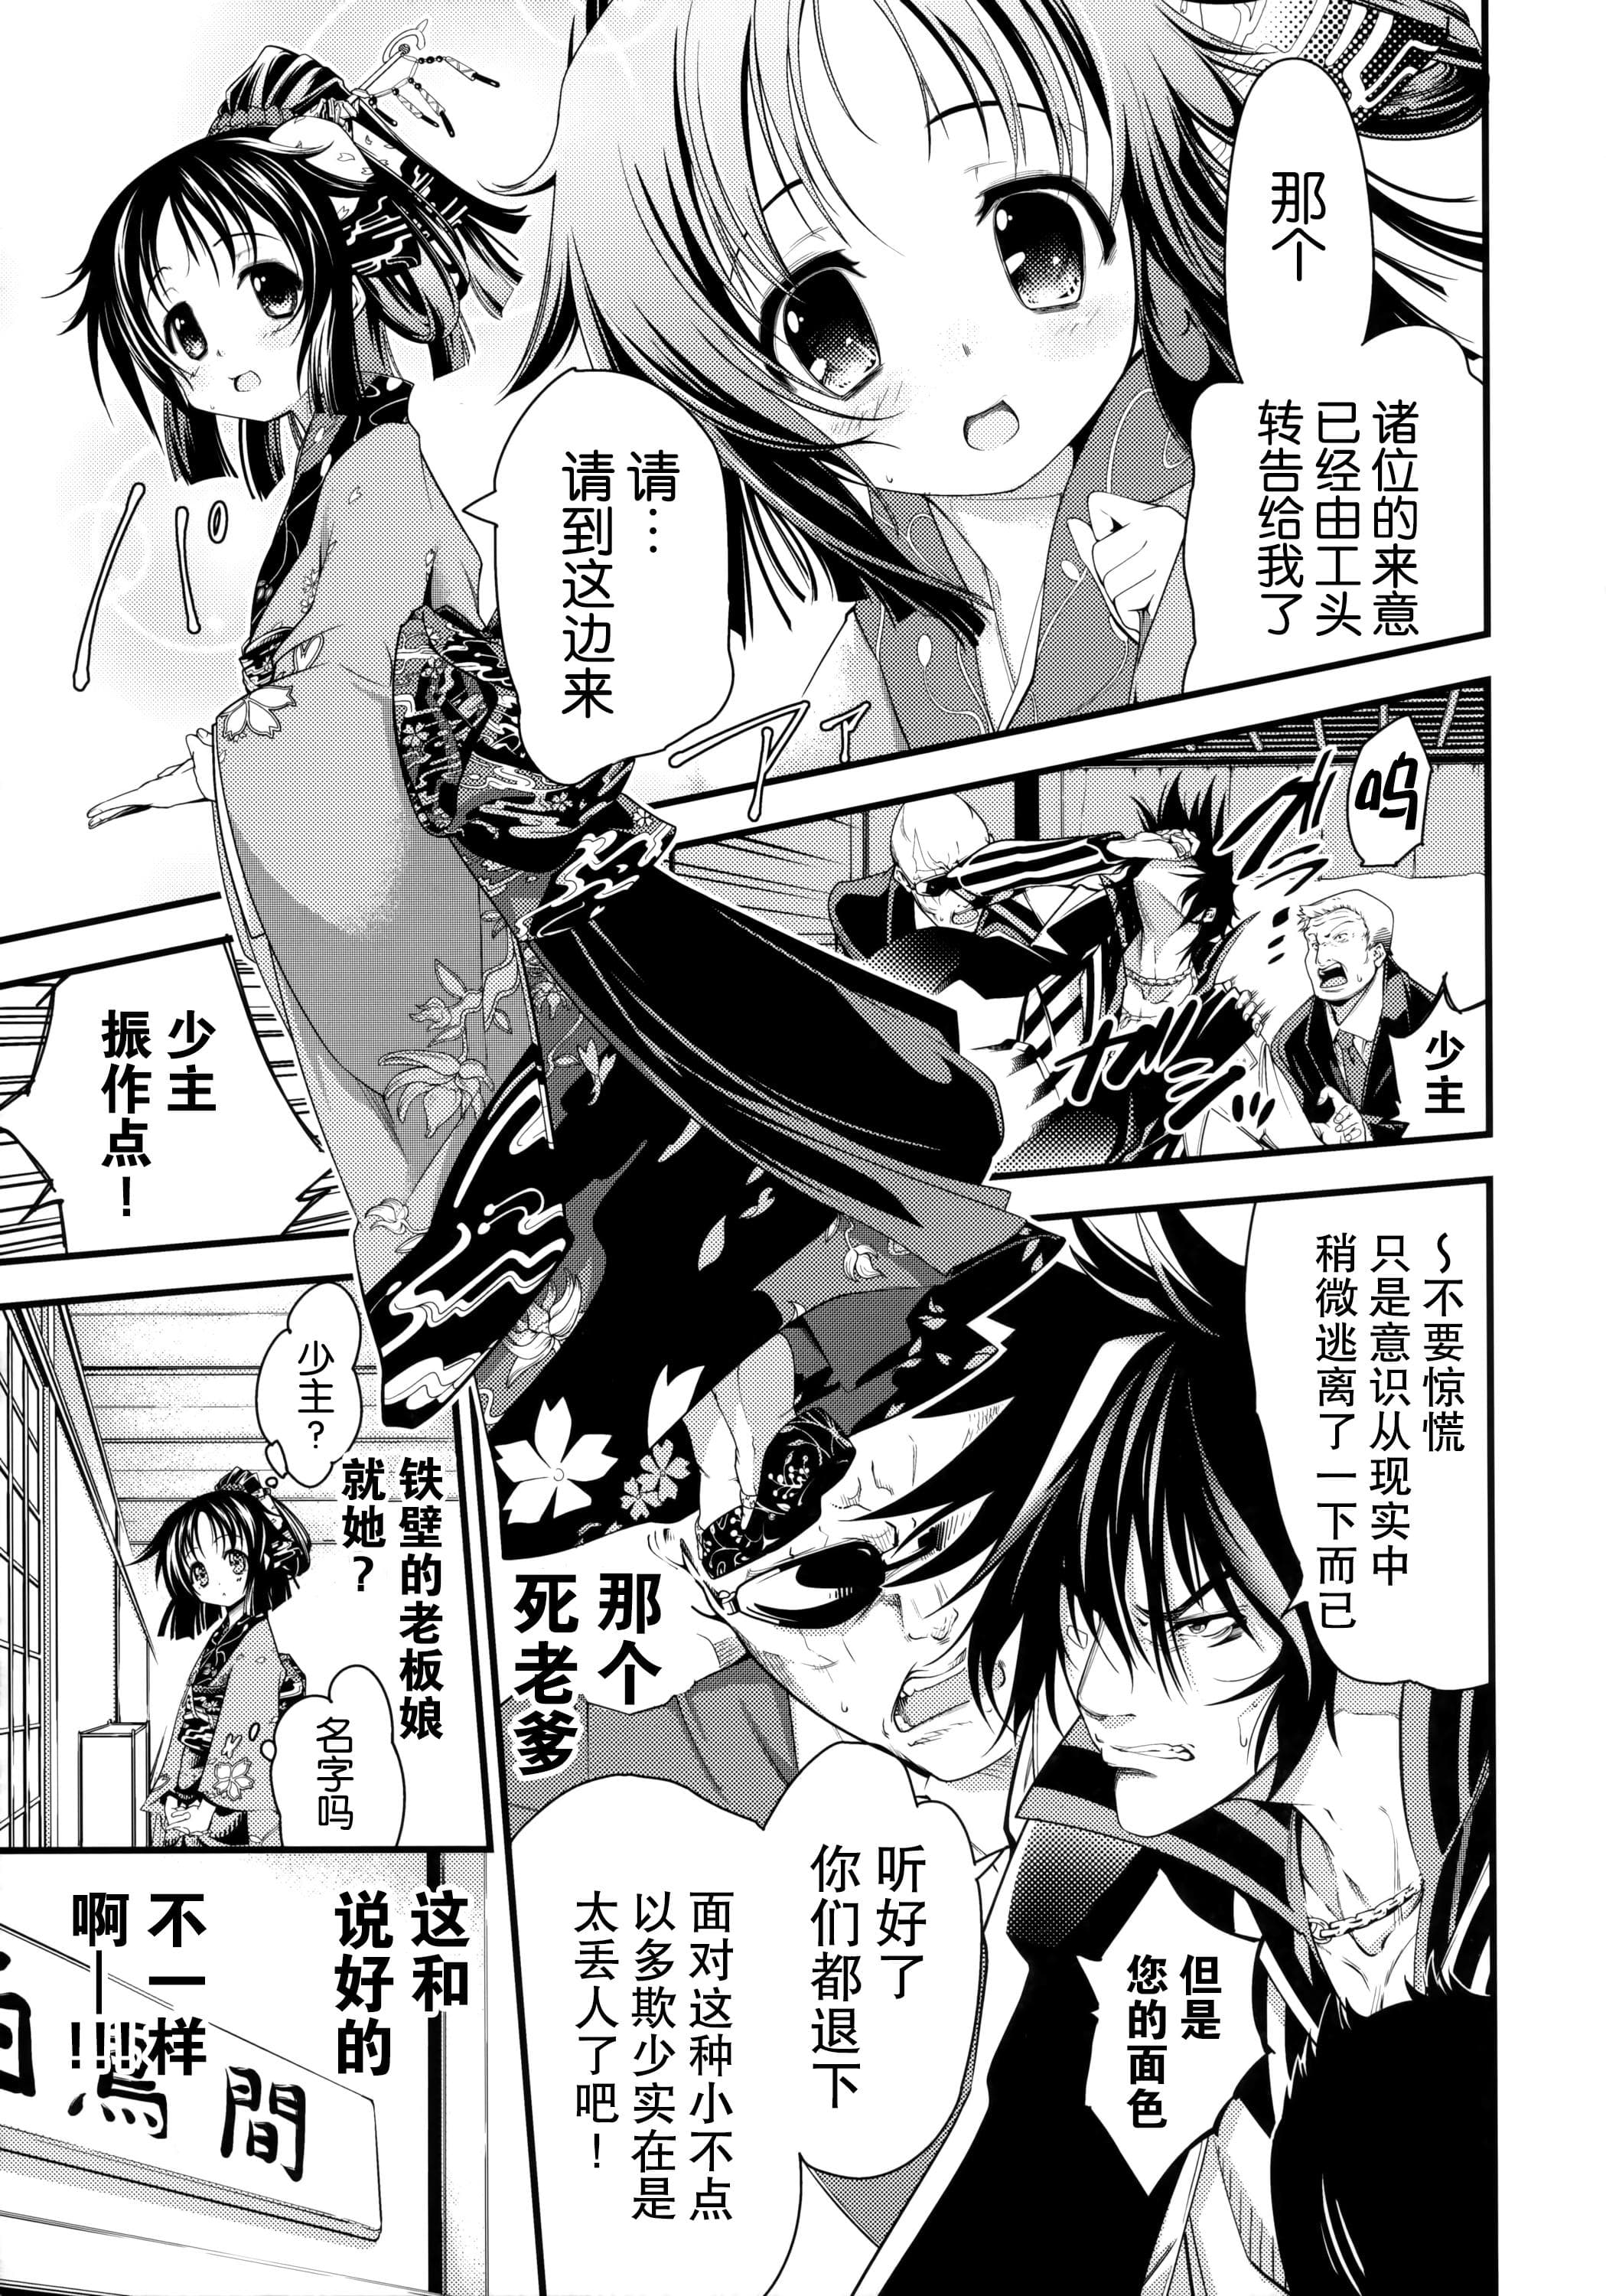 那个
诸位的来意
已经由工头
转告给我了
请…
请到这边来
呜
少主
少主
振作点！
～不要惊慌
只是意识从现实中
稍微逃离了一下而已
但是
您的面色
那个
死老爹
听好了
你们都退下
面对这种小不点
以多欺少实在是
太丢人了吧！
少主？
铁壁的老板娘
就她？
名字吗
这和
说好的
不一样
啊—!!!
間